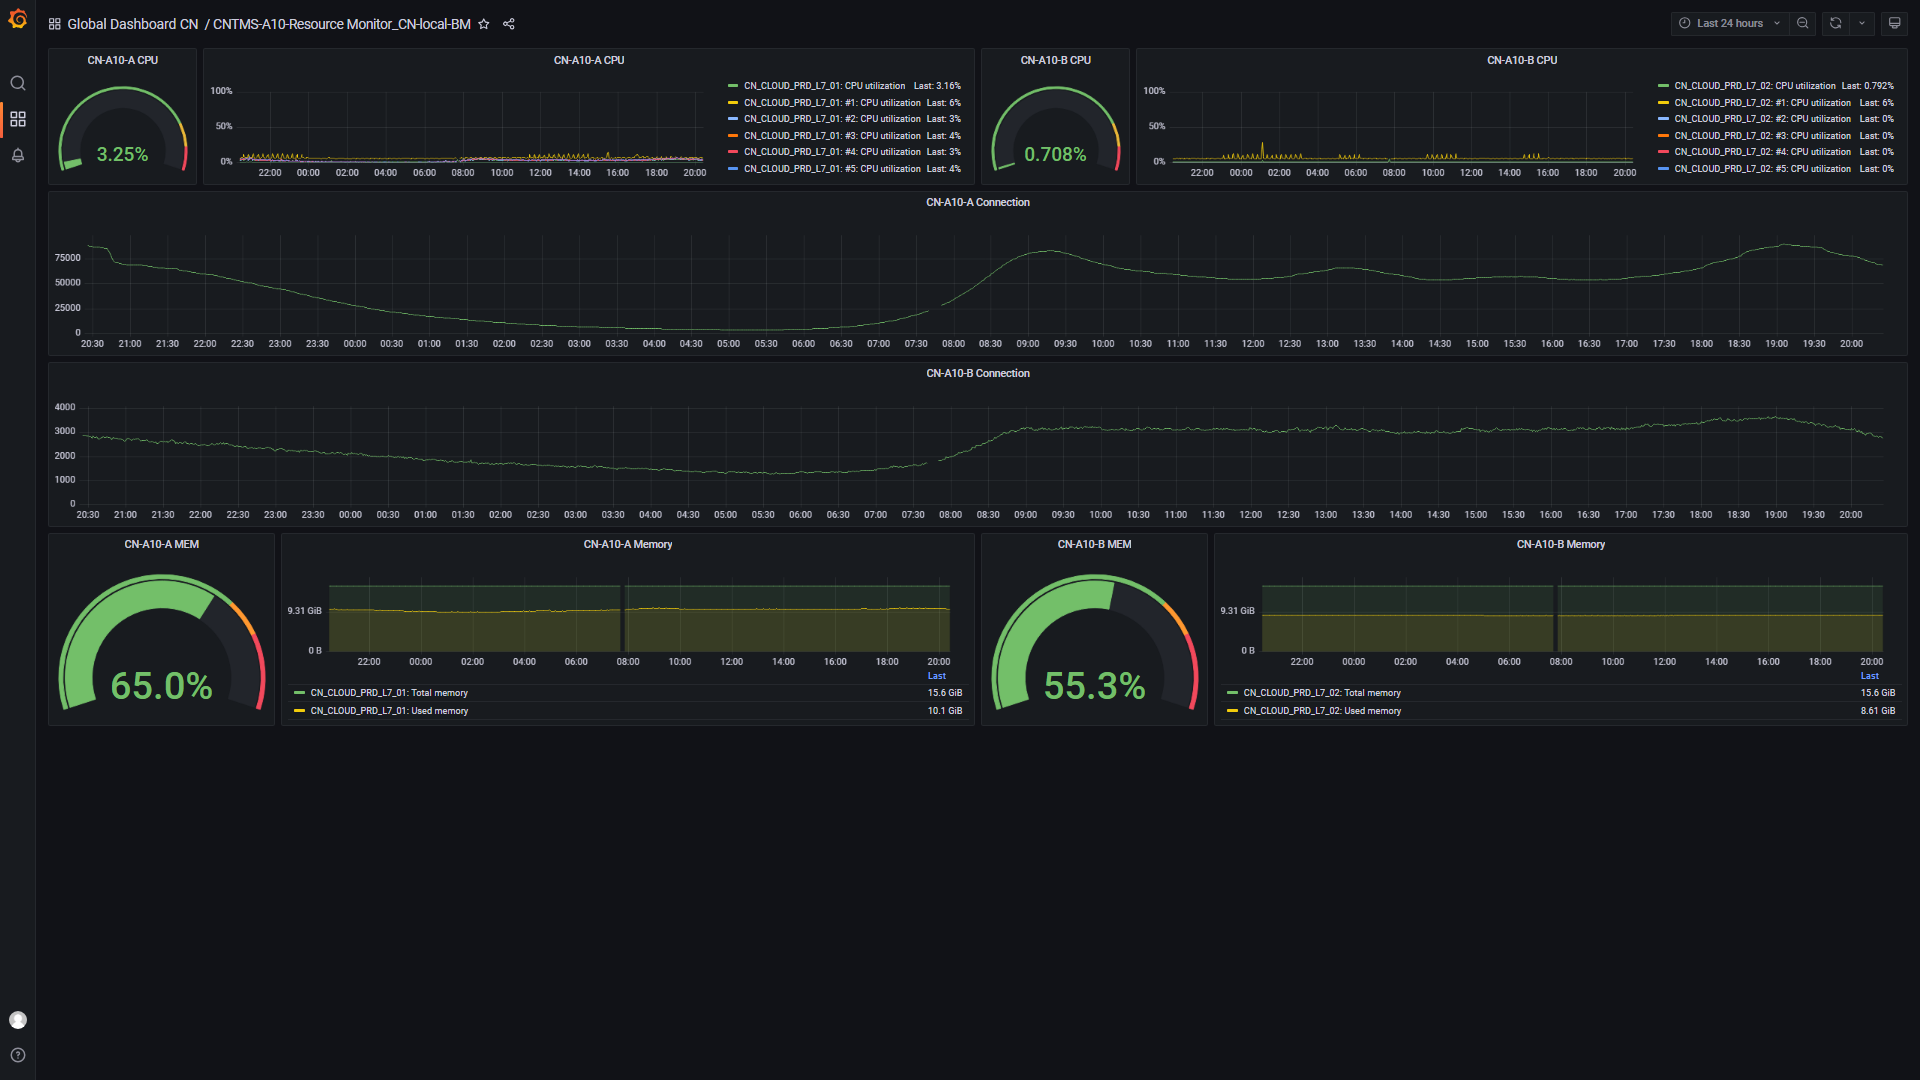 Global Dashboard CN / CNTMS-A10-Resource Monitor_CN-local-BM
Last 24 hours
CN-A10-A CPU
3.25%
CN-A10-A CPU
100%
50%
0%
22:00 00:00 02:00 04:00 06:00 08:00 10:00 12:00 14:00 16:00 18:00 20:00
CN_CLOUD_PRD_L7_01: CPU utilization Last: 3.16%
CN_CLOUD_PRD_L7_01: #1: CPU utilization Last: 6%
CN_CLOUD_PRD_L7_01: #2: CPU utilization Last: 3%
CN_CLOUD_PRD_L7_01: #3: CPU utilization Last: 4%
CN_CLOUD_PRD_L7_01: #4: CPU utilization Last: 3%
CN_CLOUD_PRD_L7_01: #5: CPU utilization Last: 4%
CN-A10-B CPU
0.708%
CN-A10-B CPU
100%
50%
0%
22:00 00:00 02:00 04:00 06:00 08:00 10:00 12:00 14:00 16:00 18:00 20:00
CN_CLOUD_PRD_L7_02: CPU utilization Last: 0.792%
CN_CLOUD_PRD_L7_02: #1: CPU utilization Last: 6%
CN_CLOUD_PRD_L7_02: #2: CPU utilization Last: 0%
CN_CLOUD_PRD_L7_02: #3: CPU utilization Last: 0%
CN_CLOUD_PRD_L7_02: #4: CPU utilization Last: 0%
CN_CLOUD_PRD_L7_02: #5: CPU utilization Last: 0%
CN-A10-A Connection
75000
50000
25000
0
20:30 21:00 21:30 22:00 22:30 23:00 23:30 00:00 00:30 01:00 01:30 02:00 02:30 03:00 03:30 04:00 04:30 05:00 05:30 06:00 06:30 07:00 07:30 08:00 08:30 09:00 09:30 10:00 10:30 11:00 11:30 12:00 12:30 13:00 13:30 14:00 14:30 15:00 15:30 16:00 16:30 17:00 17:30 18:00 18:30 19:00 19:30 20:00
CN-A10-B Connection
4000
3000
2000
1000
0
20:30 21:00 21:30 22:00 22:30 23:00 23:30 00:00 00:30 01:00 01:30 02:00 02:30 03:00 03:30 04:00 04:30 05:00 05:30 06:00 06:30 07:00 07:30 08:00 08:30 09:00 09:30 10:00 10:30 11:00 11:30 12:00 12:30 13:00 13:30 14:00 14:30 15:00 15:30 16:00 16:30 17:00 17:30 18:00 18:30 19:00 19:30 20:00
CN-A10-A MEM
65.0%
CN-A10-A Memory
9.31 GiB
0 B
22:00 00:00 02:00 04:00 06:00 08:00 10:00 12:00 14:00 16:00 18:00 20:00
Last
CN_CLOUD_PRD_L7_01: Total memory 15.6 GiB
CN_CLOUD_PRD_L7_01: Used memory 10.1 GiB
CN-A10-B MEM
55.3%
CN-A10-B Memory
9.31 GiB
0 B
22:00 00:00 02:00 04:00 06:00 08:00 10:00 12:00 14:00 16:00 18:00 20:00
Last
CN_CLOUD_PRD_L7_02: Total memory 15.6 GiB
CN_CLOUD_PRD_L7_02: Used memory 8.61 GiB